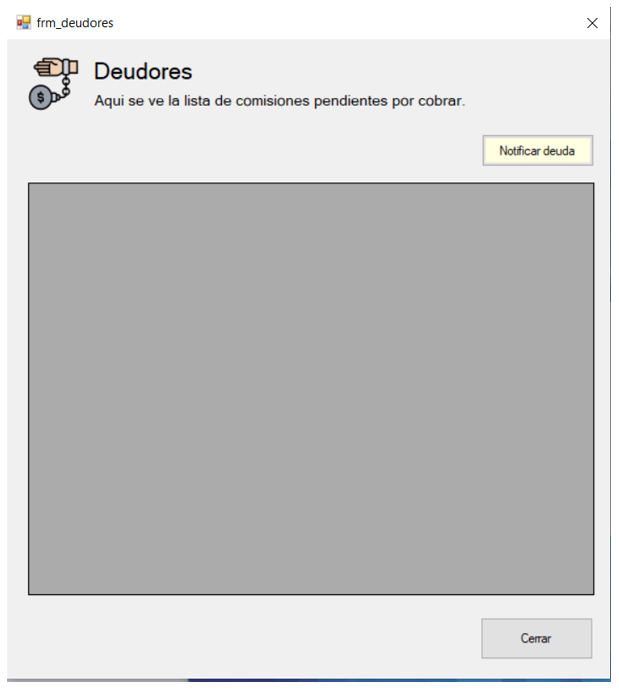 frm_deudores
Deudores
Aqui se ve la lista de comisiones pendientes por cobrar.
Notificar deuda
$
Cerrar